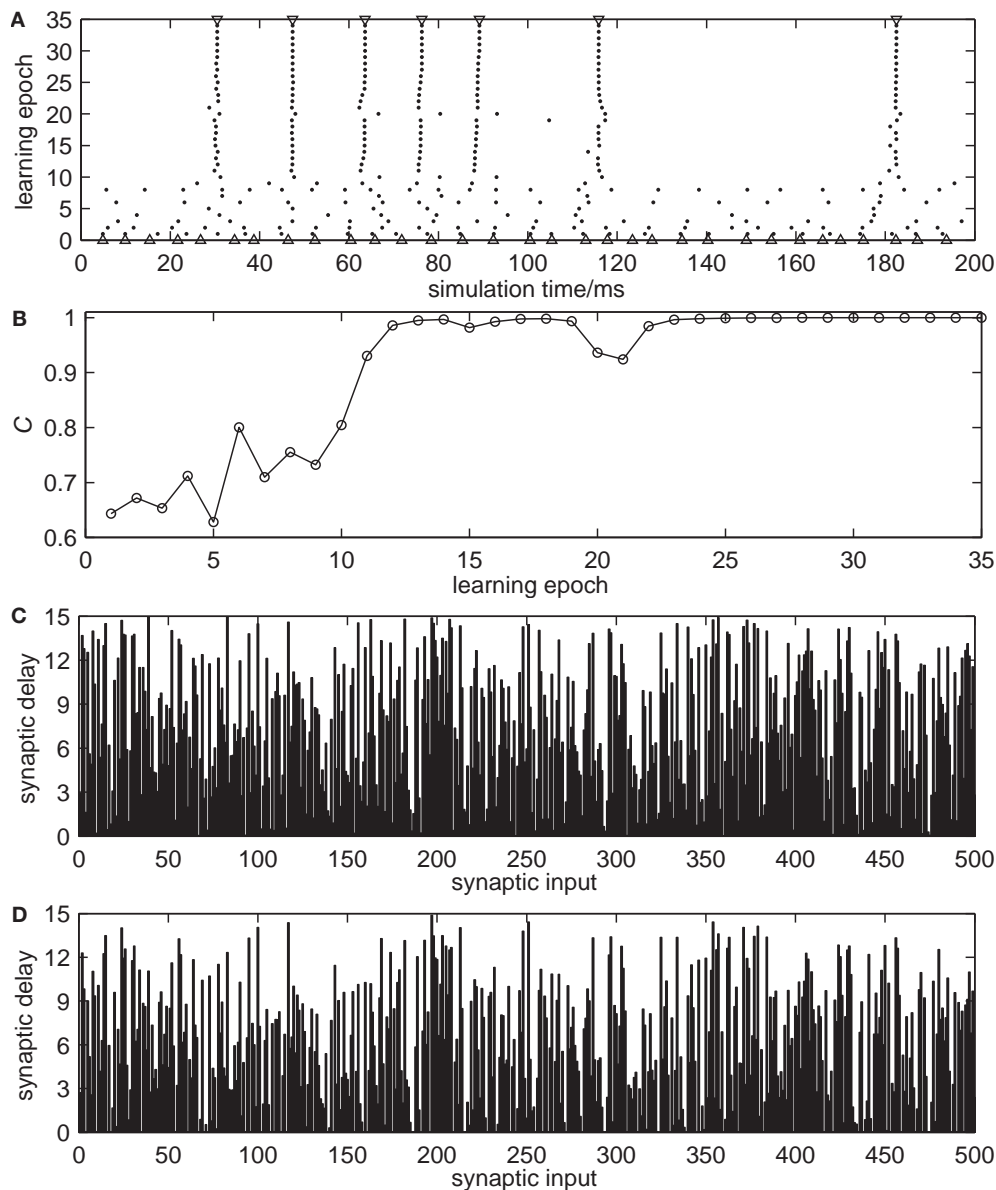 A
35
30
25
20
15
10
5
0
learning epoch
0 20 40 60 80 100 120 140 160 180 200
simulation time/ms
B
1
0.9
0.8
0.7
0.6
C
0 5 10 15 20 25 30 35
learning epoch
C
15
12
9
6
3
0
synaptic delay
0 50 100 150 200 250 300 350 400 450 500
synaptic input
D
15
12
9
6
3
0
synaptic delay
0 50 100 150 200 250 300 350 400 450 500
synaptic input